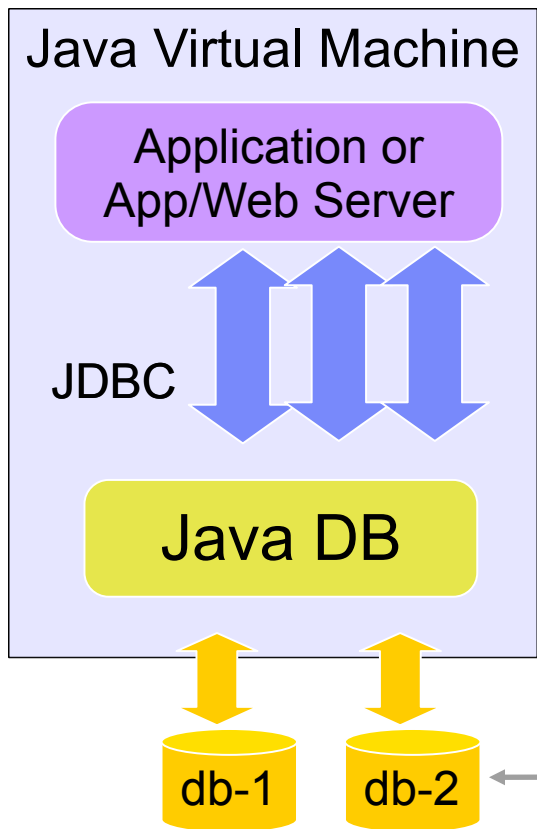 Java Virtual Machine
Application or
App/Web Server
JDBC
Java DB
db-1
db-2